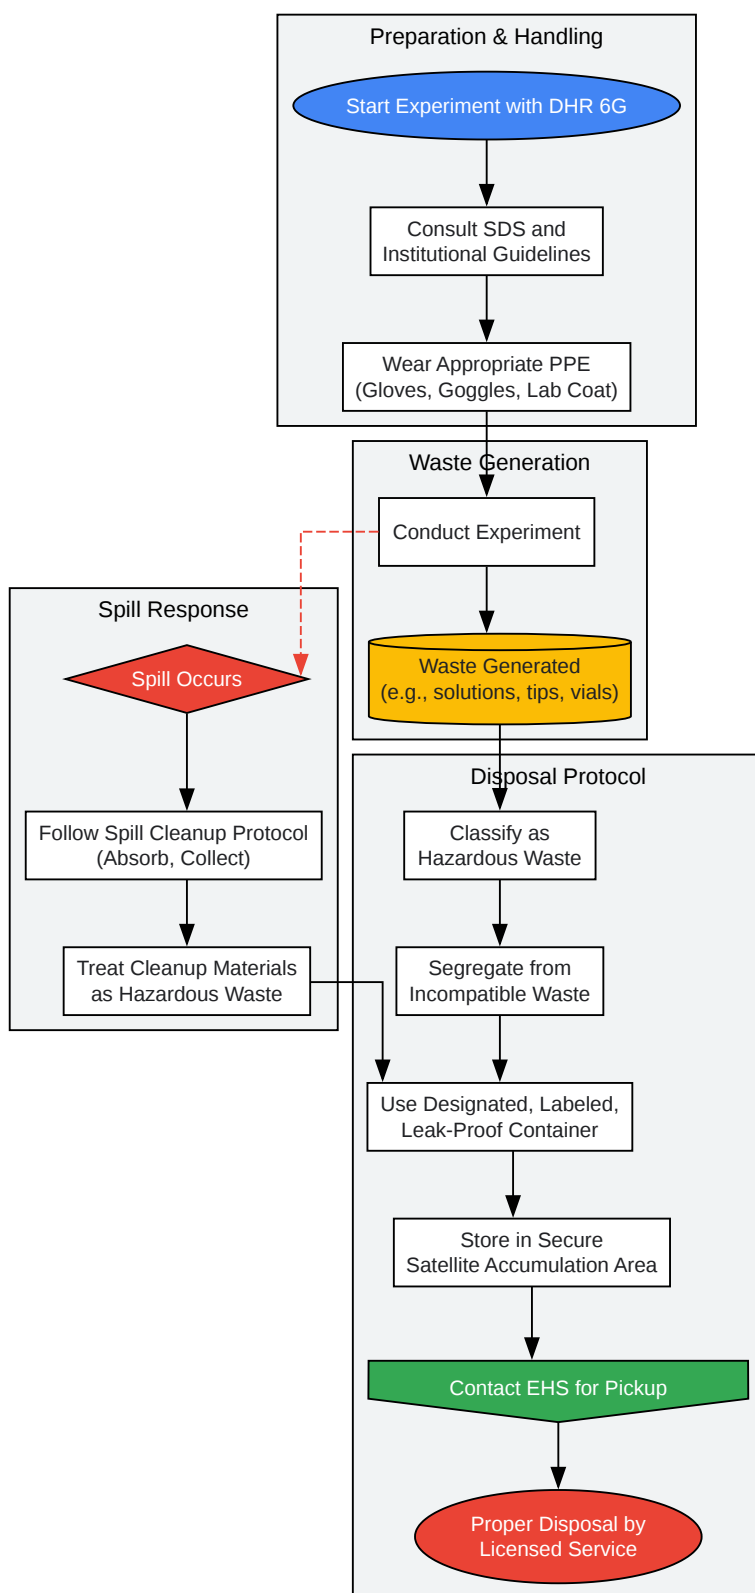 Preparation & Handling
Start Experiment with DHR 6G
Consult SDS and
Institutional Guidelines
Wear Appropriate PPE
(Gloves, Goggles, Lab Coat)
Waste Generation
Conduct Experiment
Waste Generated
(e.g., solutions, tips, vials)
Spill Response
Spill Occurs
Follow Spill Cleanup Protocol
(Absorb, Collect)
Treat Cleanup Materials
as Hazardous Waste
Disposal Protocol
Classify as
Hazardous Waste
Segregate from
Incompatible Waste
Use Designated, Labeled,
Leak-Proof Container
Store in Secure
Satellite Accumulation Area
Contact EHS for Pickup
Proper Disposal by
Licensed Service